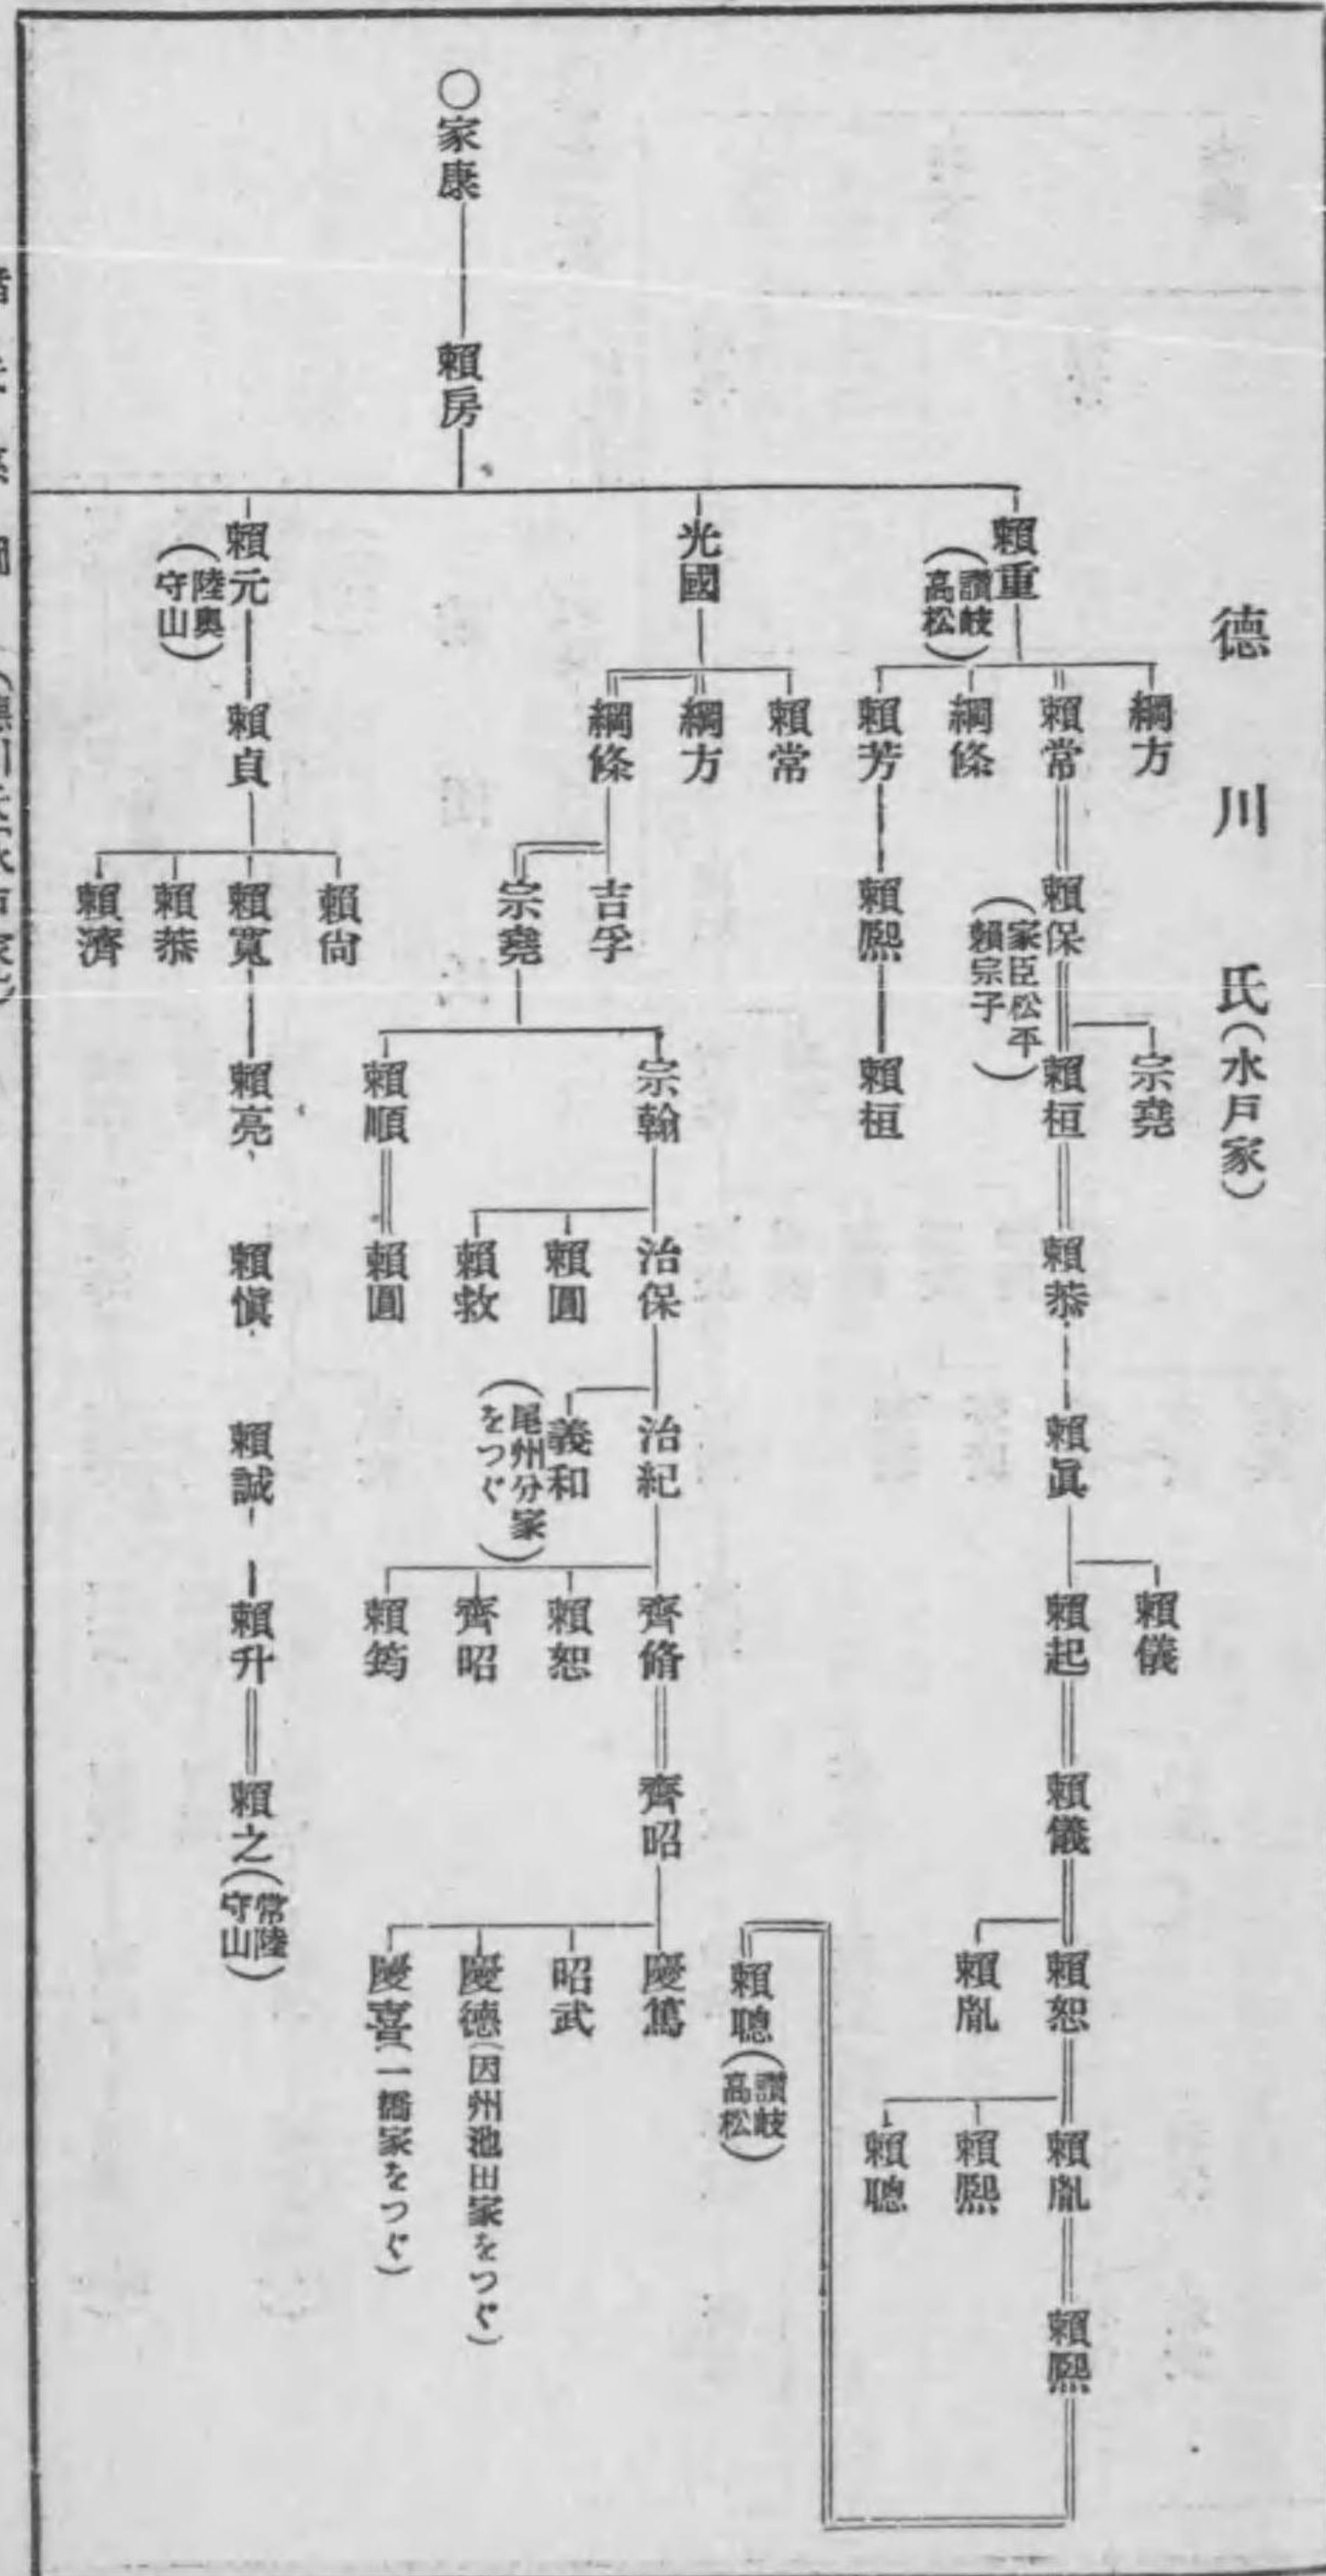 德川氏(水戶家)
○家康
賴房
賴重
(讚岐高松)
綱方
賴常
綱條
賴芳
賴保
(家臣松平賴宗子)
宗堯
賴桓
賴恭
賴眞
賴儀
賴起
賴儀
賴恕
賴胤
賴胤
賴熙
賴聰
賴熙
賴聰(讚岐高松)
賴熙
賴桓
光國
賴常
綱方
綱條
吉孚
宗堯
宗翰
賴順
治保
賴圓
賴救
賴圓
治紀
義和
(尾州分家をつぐ)
齊脩
賴恕
齊昭
賴筠
齊昭
慶篤
昭武
慶德(因州池田家をつぐ)
慶喜(一橋家をつぐ)
賴元
(陸奧守山)
賴貞
賴尙
賴寬
賴恭
賴濟
賴亮
賴愼
賴誠
賴升
賴之(常陸守山)